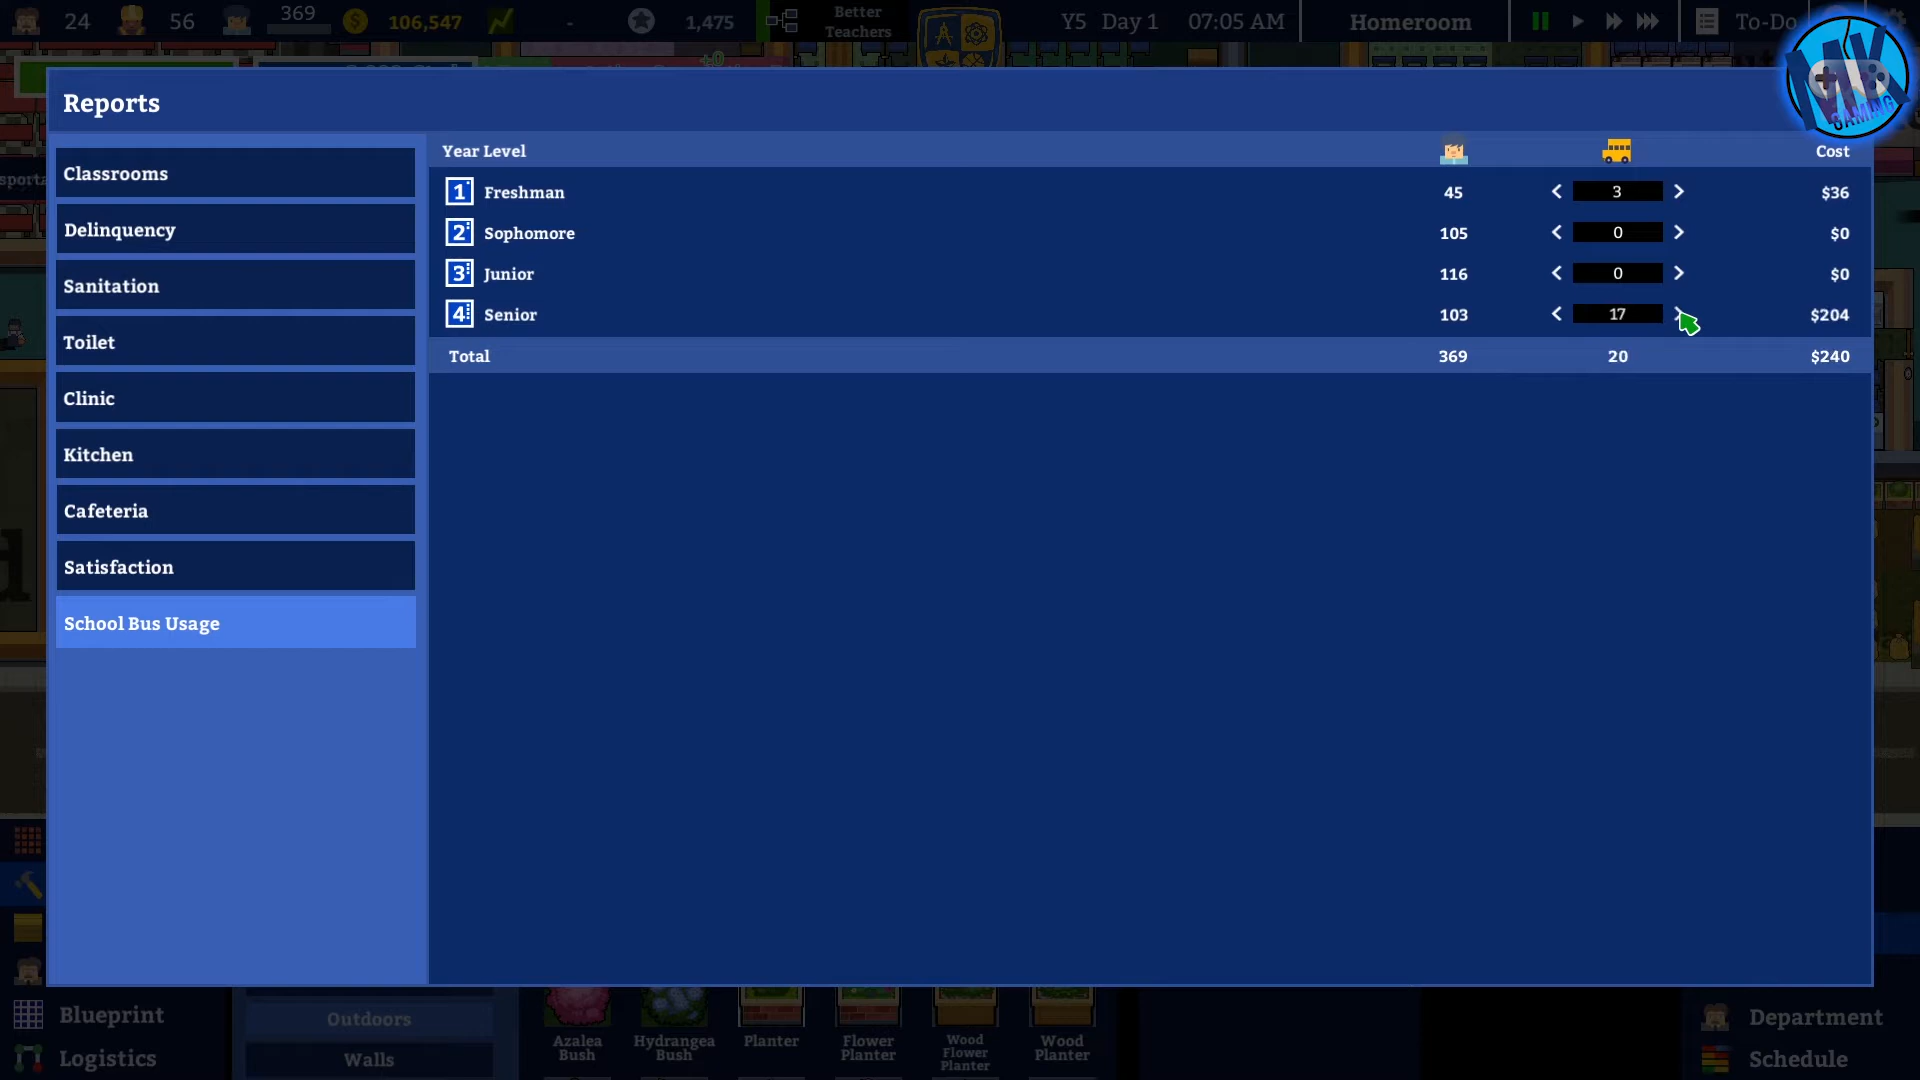 24 56 369 106,547 - 1,475 Better Teachers Y5 Day 1 07:05 AM Homeroom To-Do
Reports
Classrooms
Delinquency
Sanitation
Toilet
Clinic
Kitchen
Cafeteria
Satisfaction
School Bus Usage
Year Level Cost
1 Freshman 45 < 3 > $36
2 Sophomore 105 < 0 > $0
3 Junior 116 < 0 > $0
4 Senior 103 < 17 > $204
Total 369 20 $240
MK GAMING
Blueprint
Logistics
Outdoors
Walls
Azalea Bush
Hydrangea Bush
Planter
Flower Planter
Wood Flower Planter
Wood Planter
Department
Schedule